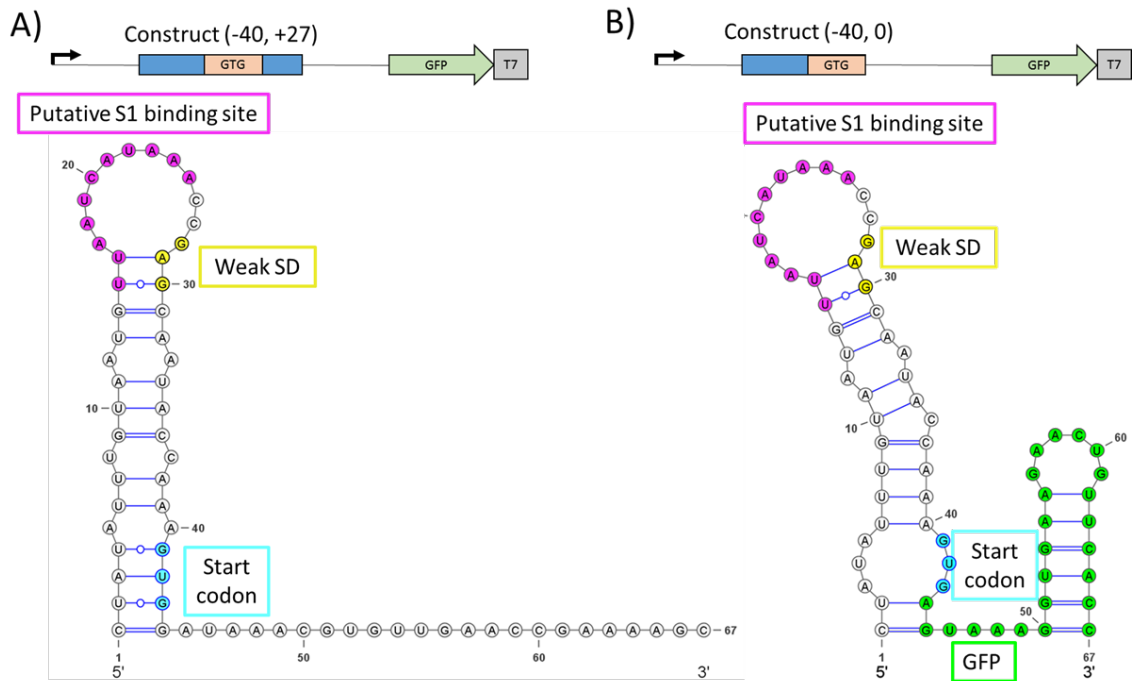 A)
Construct (-40, +27)
GTG
GFP
T7
Putative S1 binding site
C U A U A U U U G U A A U G U U A A U C A U A A A C C G A G C A A U A C C A A A G U G G A U A A A C G U G U U G A A C C G A A A A G C
Weak SD
Start
codon
1
10
20
30
40
50
60
67
5'
3'
B)
Construct (-40, 0)
GTG
GFP
T7
Putative S1 binding site
C U A U A U U U G U A A U G U U A A U C A U A A A C C G A G C A A U A C C A A A G U G A G U A A A G G U G A A G A A C U G U U C A C C
Weak SD
Start
codon
GFP
1
10
30
40
50
60
67
5'
3'